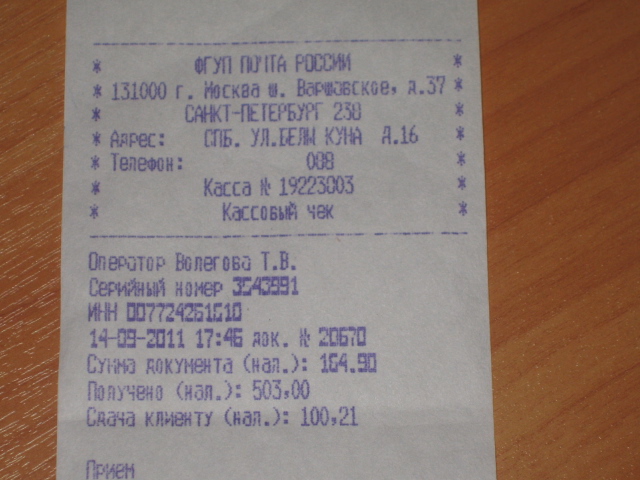 * ФГУП ПОЧТА РОССИИ *
* 131000 г. Москва ш. Варшавское, д.37 *
* САНКТ-ПЕТЕРБУРГ 238 *
* Адрес: СПБ. УЛ.БЕЛЫ КУНА Д.16 *
* Телефон: 008 *
* Касса № 19223003 *
* Кассовый чек *
Оператор Волегова Т.В.
Серийный номер 3543991
ИНН 007724261610
14-09-2011 17:46 док. № 20670
Сумма документа (нал.): 164.90
Получено (нал.): 503,00
Сдача клиенту (нал.): 100,21
Прием